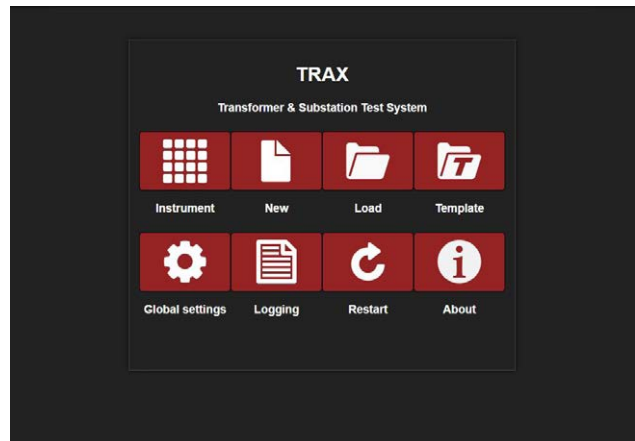 TRAX
Transformer & Substation Test System
Instrument New Load Template
Global settings Logging Restart About